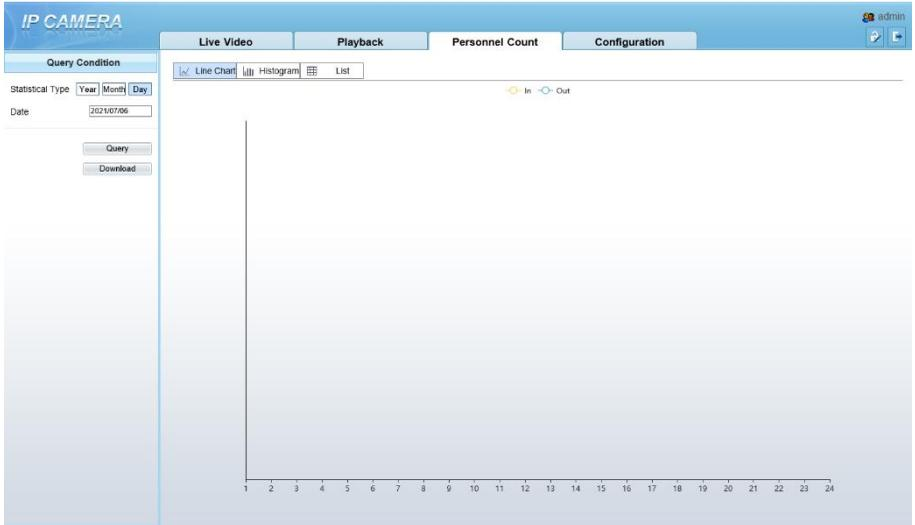 IP CAMERA
admin
Live Video Playback Personnel Count Configuration
Query Condition
Line Chart Histogram List
Statistical Type Year Month Day
In Out
Date 2021/07/06
Query
Download
1 2 3 4 5 6 7 8 9 10 11 12 13 14 15 16 17 18 19 20 21 22 23 24